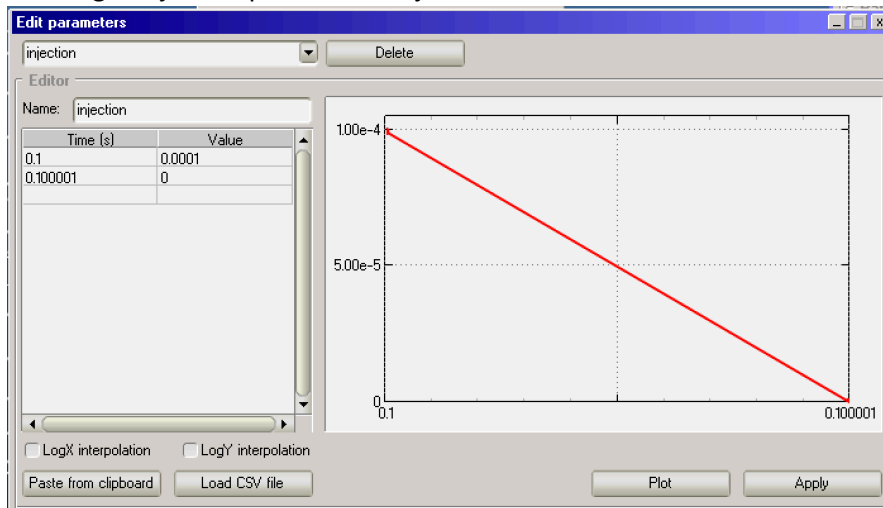 Edit parameters
injection
Delete
Editor
Name: injection
Time (s) Value
0.1 0.0001
0.100001 0
1.00e-4
5.00e-5
0
0.1 0.100001
LogX interpolation LogY interpolation
Paste from clipboard Load CSV file Plot Apply